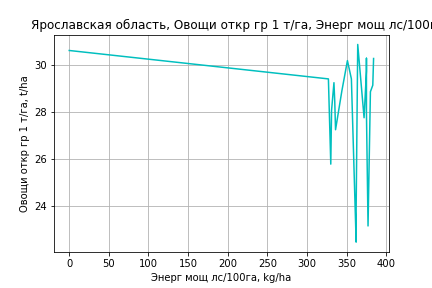 Ярославская область, Овощи откр гр 1 т/га, Энерг мощ лс/100г
30
28
26
24
Овощи откр гр 1 т/га, t/ha
0 50 100 150 200 250 300 350 400
Энерг мощ лс/100га, kg/ha